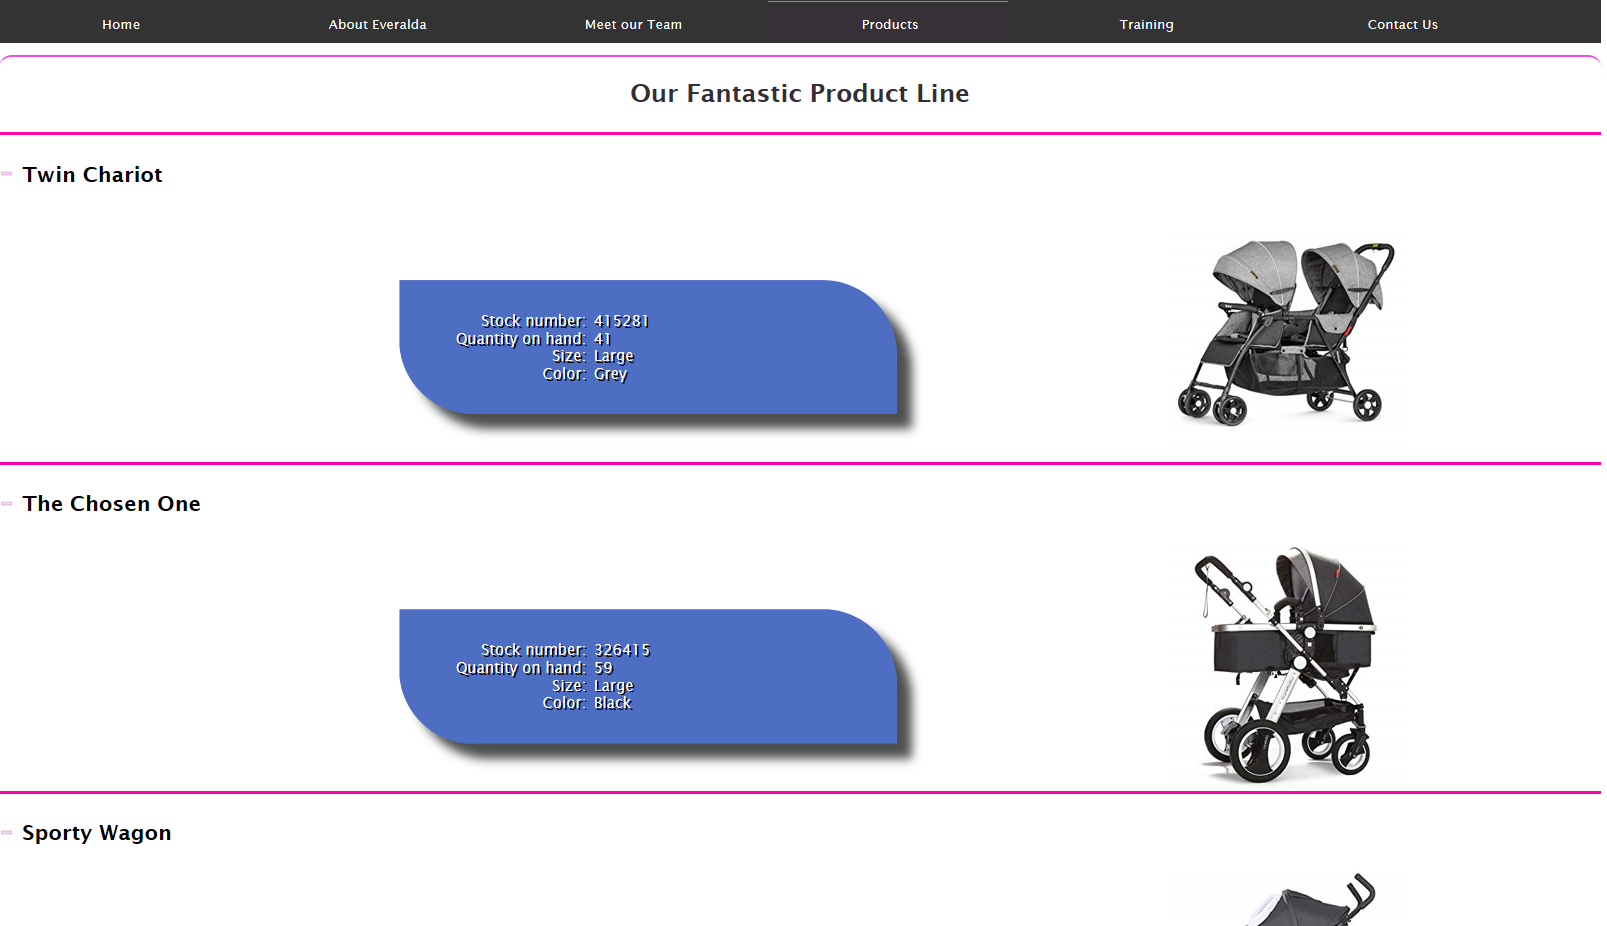 Home About Everalda Meet our Team Products Training Contact Us
Our Fantastic Product Line
Twin Chariot
Stock number: 415281
Quantity on hand: 41
Size: Large
Color: Grey
The Chosen One
Stock number: 326415
Quantity on hand: 59
Size: Large
Color: Black
Sporty Wagon